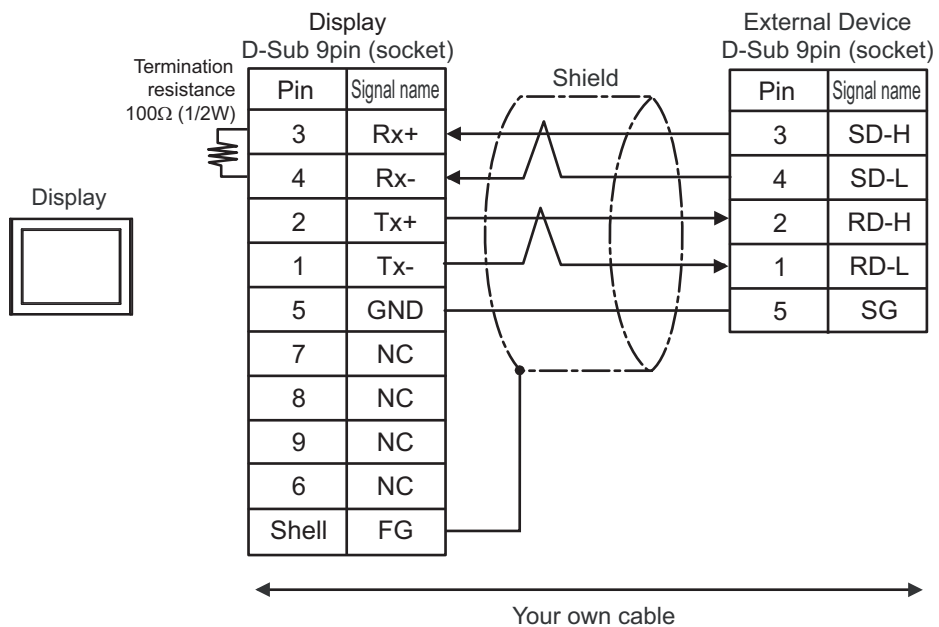 Display
D-Sub 9pin (socket)
External Device
D-Sub 9pin (socket)
Termination
resistance
100Ω (1/2W)
Shield
Pin Signal name
3 Rx+
4 Rx-
2 Tx+
1 Tx-
5 GND
7 NC
8 NC
9 NC
6 NC
Shell FG
Pin Signal name
3 SD-H
4 SD-L
2 RD-H
1 RD-L
5 SG
Display
Your own cable